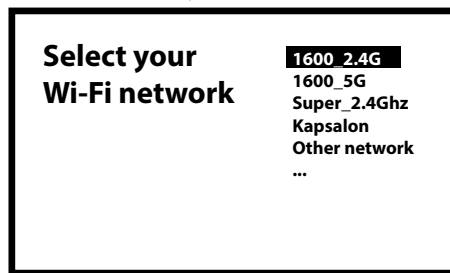 Select your
Wi-Fi network
1600_2.4G
1600_5G
Super_2.4Ghz
Kapsalon
Other network
...